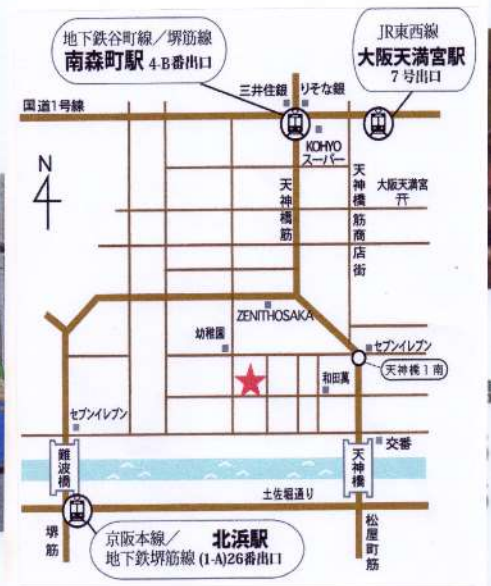 地下鉄谷町線／堺筋線
南森町駅 4-B番出口
JR東西線
大阪天満宮駅
7号出口
三井住銀
りそな銀
国道1号線
KOHYO
スーパー
N
天神橋筋
天神橋筋商店街
大阪天満宮
ZENITHOSAKA
幼稚園
セブンイレブン
天神橋1南
和田萬
セブンイレブン
交番
難波橋
天神橋
土佐堀通り
京阪本線／
地下鉄堺筋線
北浜駅
(1-A)26番出口
堺筋
松屋町筋